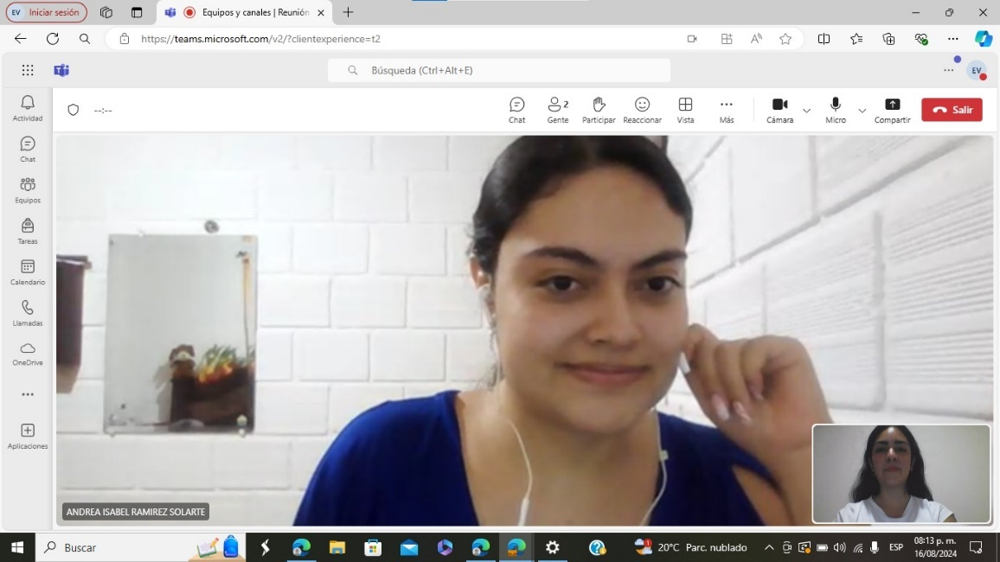 EV Iniciar sesión
Equipos y canales | Reunión
https://teams.microsoft.com/v2/?clientexperience=t2
Búsqueda (Ctrl+Alt+E)
EV
Actividad
Chat
Equipos
Tareas
Calendario
Llamadas
OneDrive
Aplicaciones
--:--
Chat
2
Gente
Participar
Reaccionar
Vista
Más
Cámara
Micro
Compartir
Salir
ANDREA ISABEL RAMIREZ SOLARTE
Buscar
1
20°C Parc. nublado
ESP
08:13 p. m.
16/08/2024